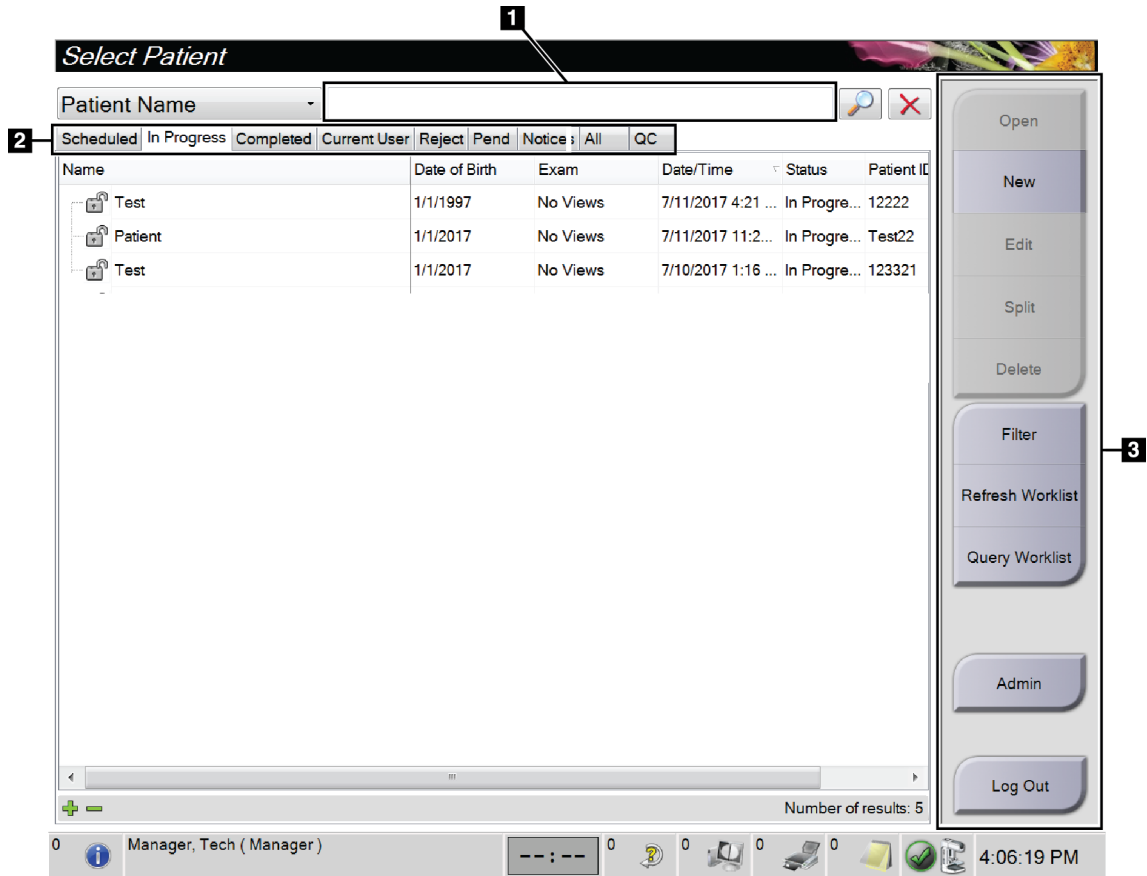 1
Select Patient
Patient Name
2
Scheduled In Progress Completed Current User Reject Pend Notices All QC
Name Date of Birth Exam Date/Time Status Patient ID
Test 1/1/1997 No Views 7/11/2017 4:21 ... In Progre... 12222
Patient 1/1/2017 No Views 7/11/2017 11:2... In Progre... Test22
Test 1/1/2017 No Views 7/10/2017 1:16 ... In Progre... 123321
Open
New
Edit
Split
Delete
Filter
3
Refresh Worklist
Query Worklist
Admin
Log Out
Number of results: 5
0 Manager, Tech ( Manager ) --:-- 0 0 0 0 4:06:19 PM